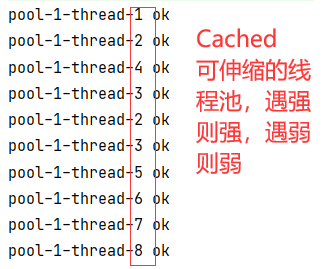 pool-1-thread-1 ok
pool-1-thread-2 ok
pool-1-thread-4 ok
pool-1-thread-3 ok
pool-1-thread-2 ok
pool-1-thread-3 ok
pool-1-thread-5 ok
pool-1-thread-6 ok
pool-1-thread-7 ok
pool-1-thread-8 ok
Cached
可伸缩的线
程池，遇强
则强，遇弱
则弱